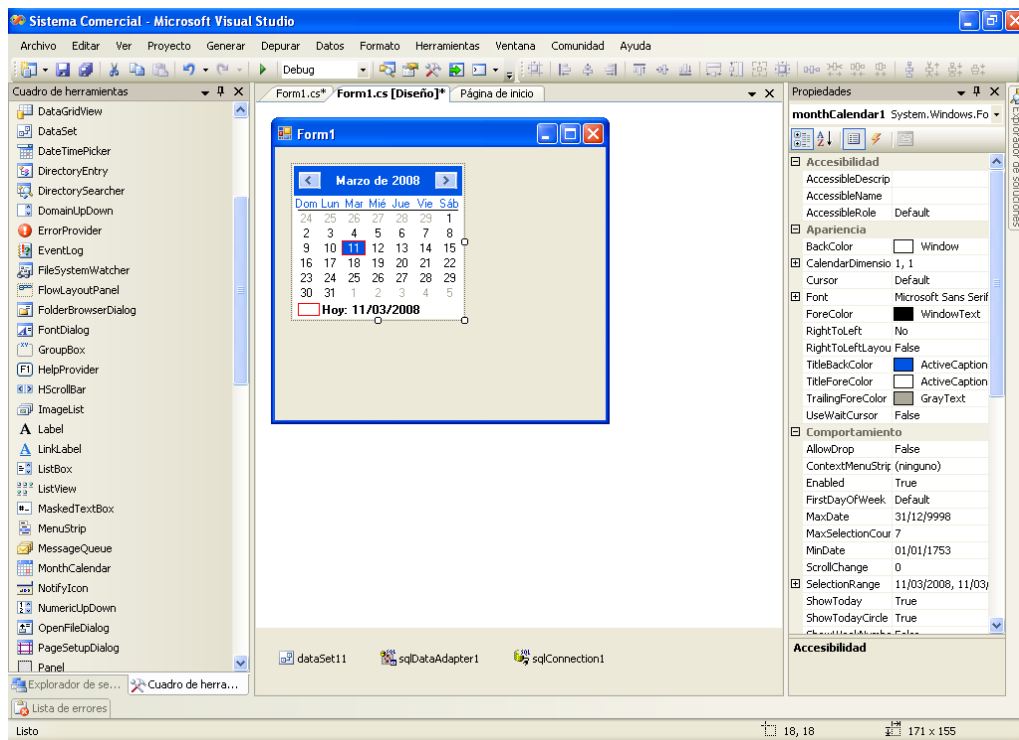 Sistema Comercial - Microsoft Visual Studio
Archivo Editar Ver Proyecto Generar Depurar Datos Formato Herramientas Ventana Comunidad Ayuda
Debug
Cuadro de herramientas
DataGridView
DataSet
DateTimePicker
DirectoryEntry
DirectorySearcher
DomainUpDown
ErrorProvider
EventLog
FileSystemWatcher
FlowLayoutPanel
FolderBrowserDialog
FontDialog
GroupBox
HelpProvider
HScrollBar
ImageList
Label
LinkLabel
ListBox
ListView
MaskedTextBox
MenuStrip
MessageQueue
MonthCalendar
NotifyIcon
NumericUpDown
OpenFileDialog
PageSetupDialog
Panel
Explorador de se... Cuadro de herra...
Lista de errores
Form1.cs* Form1.cs [Diseño]* Página de inicio
Form1
Marzo de 2008
Dom Lun Mar Mié Jue Vie Sáb
24 25 26 27 28 29 1
2 3 4 5 6 7 8
9 10 11 12 13 14 15
16 17 18 19 20 21 22
23 24 25 26 27 28 29
30 31 1 2 3 4 5
Hoy: 11/03/2008
dataSet11 sqlDataAdapter1 sqlConnection1
Propiedades
monthCalendar1 System.Windows.Fo
Accesibilidad
AccessibleDescrip
AccessibleName
AccessibleRole Default
Apariencia
BackColor Window
CalendarDimensio 1, 1
Cursor Default
Font Microsoft Sans Serif
ForeColor WindowText
RightToLeft No
RightToLeftLayou False
TitleBackColor ActiveCaption
TitleForeColor ActiveCaption
TrailingForeColor GrayText
UseWaitCursor False
Comportamiento
AllowDrop False
ContextMenuStrip (ninguno)
Enabled True
FirstDayOfWeek Default
MaxDate 31/12/9998
MaxSelectionCour 7
MinDate 01/01/1753
ScrollChange 0
SelectionRange 11/03/2008, 11/03/
ShowToday True
ShowTodayCircle True
Accesibilidad
Explorador de soluciones
Listo 18, 18 171 x 155